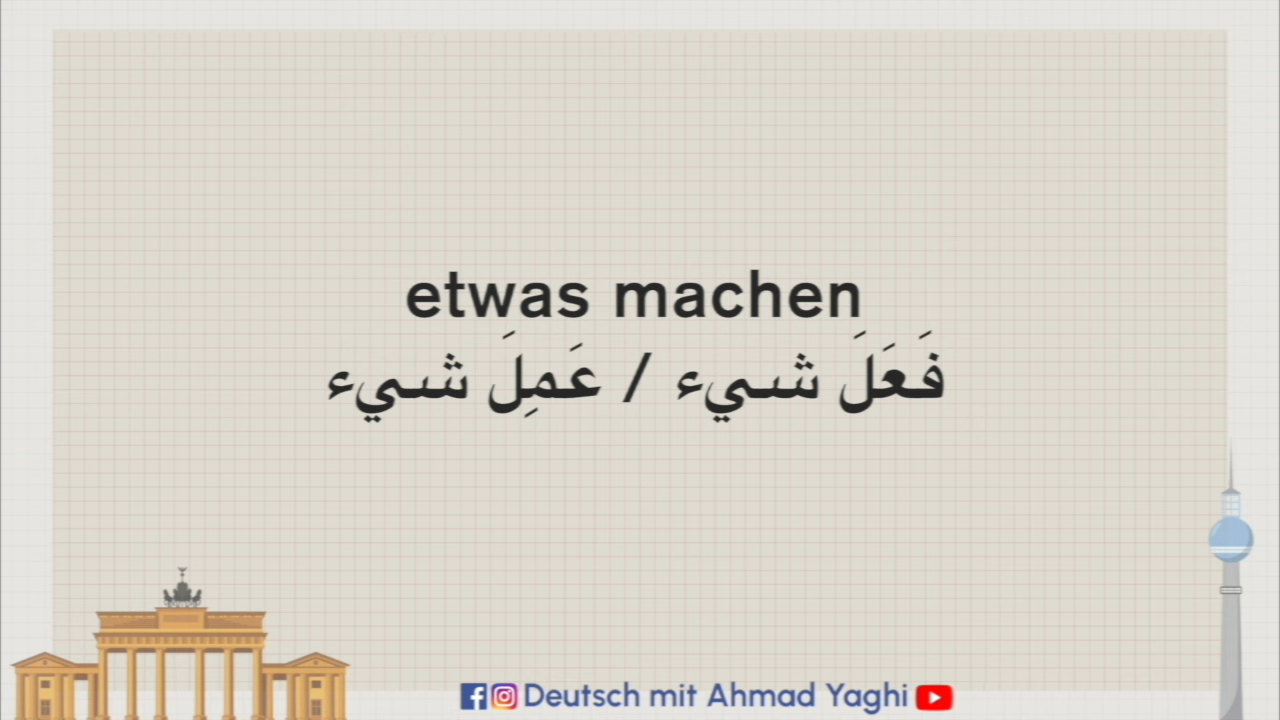 etwas machen
فَعَلَ شيء / عَمِلَ شيء
Deutsch mit Ahmad Yaghi